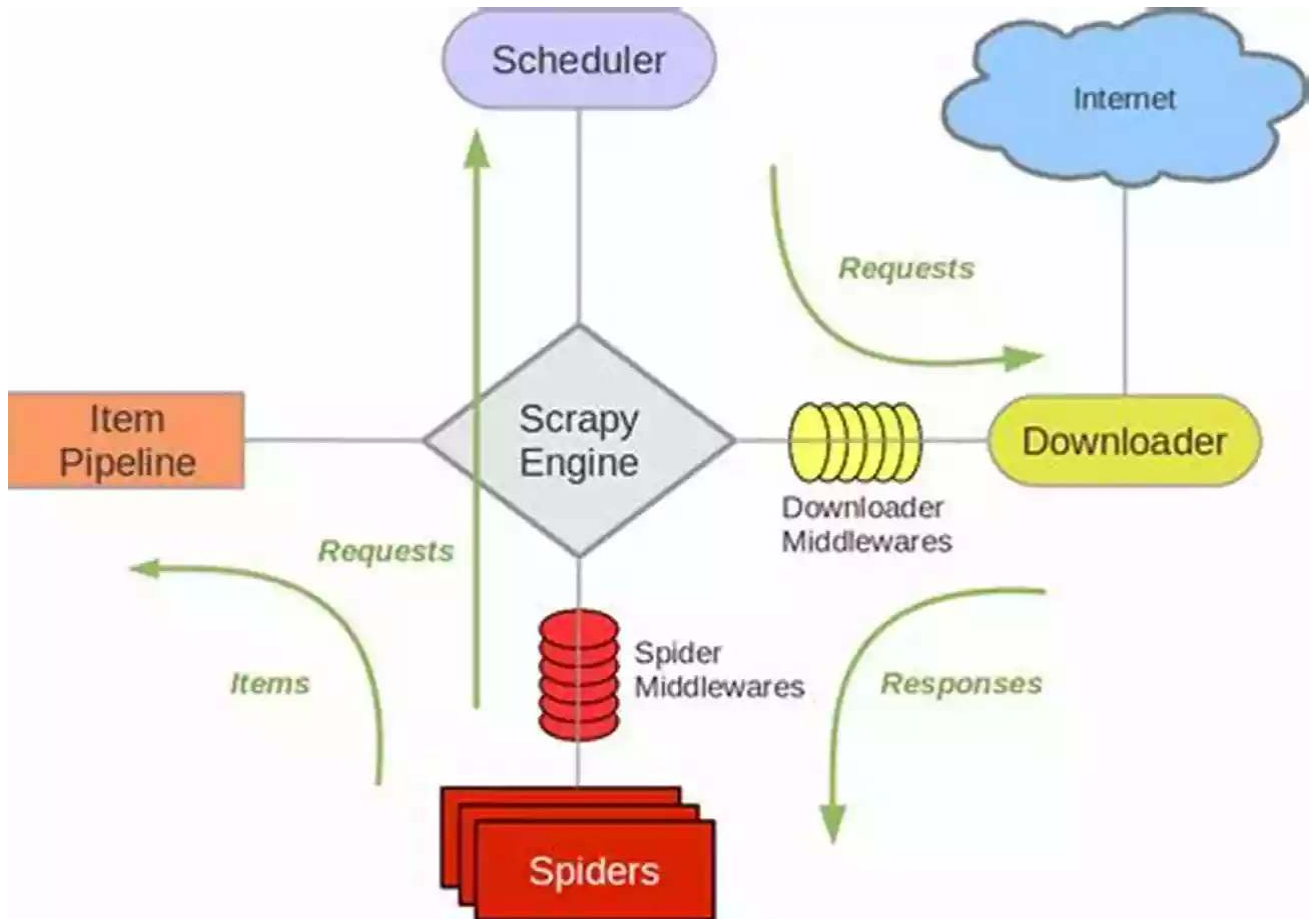 Scheduler
Internet
Requests
Item
Pipeline
Scrapy
Engine
Downloader
Downloader
Middlewares
Requests
Spider
Middlewares
Items
Responses
Spiders